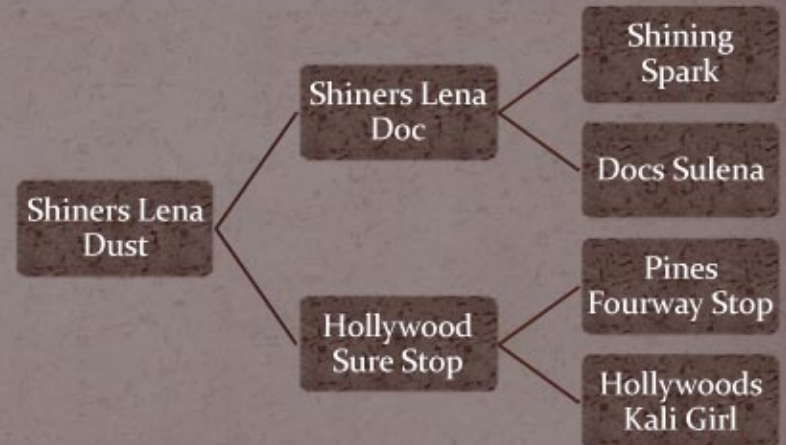 Shining
Spark
Shiners Lena
Doc
Docs Sulena
Shiners Lena
Dust
Pines
Fourway Stop
Hollywood
Sure Stop
Hollywoods
Kali Girl